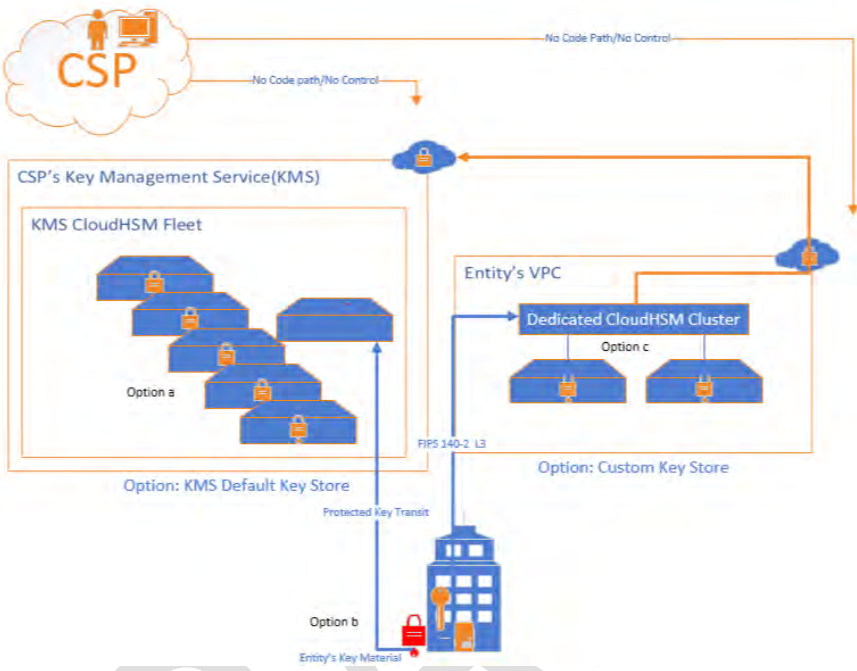 CSP
No Code Path/No Control
No Code path/No Control
CSP's Key Management Service(KMS)
KMS CloudHSM Fleet
Entity's VPC
Dedicated CloudHSM Cluster
Option c
Option a
FIPS 140-2 L3
Option: Custom Key Store
Option: KMS Default Key Store
Protected Key Transit
Option b
Entity's Key Material